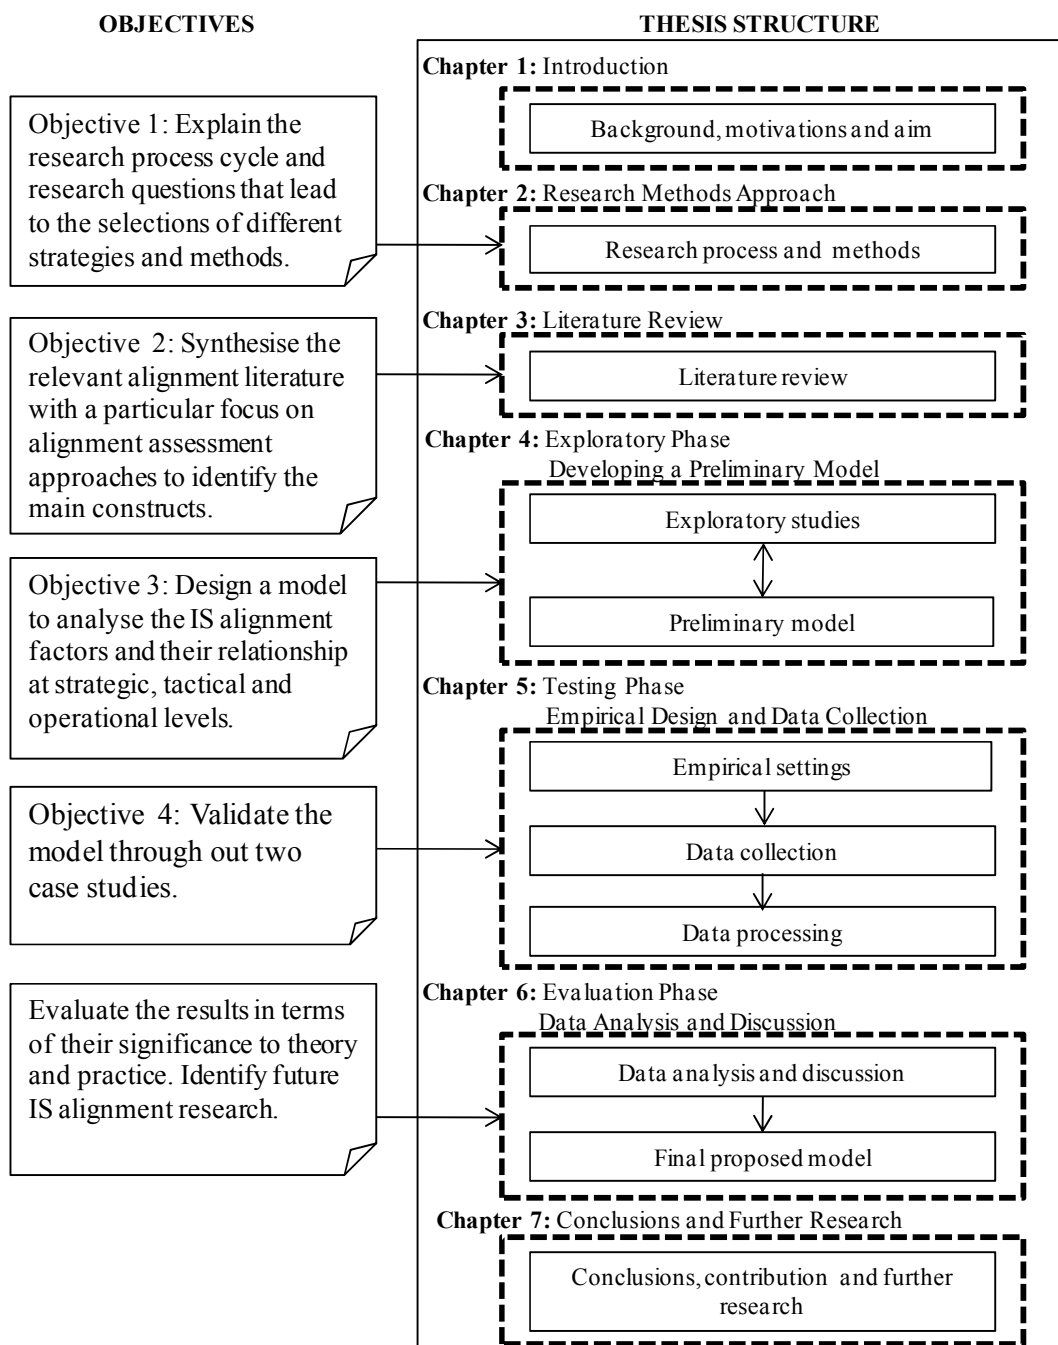 OBJECTIVES
THESIS STRUCTURE
Objective 1: Explain the
research process cycle and
research questions that lead
to the selections of different
strategies and methods.
Objective 2: Synthesise the
relevant alignment literature
with a particular focus on
alignment assessment
approaches to identify the
main constructs.
Objective 3: Design a model
to analyse the IS alignment
factors and their relationship
at strategic, tactical and
operational levels.
Objective 4: Validate the
model through out two
case studies.
Evaluate the results in terms
of their significance to theory
and practice. Identify future
IS alignment research.
Chapter 1: Introduction
Background, motivations and aim
Chapter 2: Research Methods Approach
Research process and methods
Chapter 3: Literature Review
Literature review
Chapter 4: Exploratory Phase
Developing a Preliminary Model
Exploratory studies
Preliminary model
Chapter 5: Testing Phase
Empirical Design and Data Collection
Empirical settings
Data collection
Data processing
Chapter 6: Evaluation Phase
Data Analysis and Discussion
Data analysis and discussion
Final proposed model
Chapter 7: Conclusions and Further Research
Conclusions, contribution and further
research